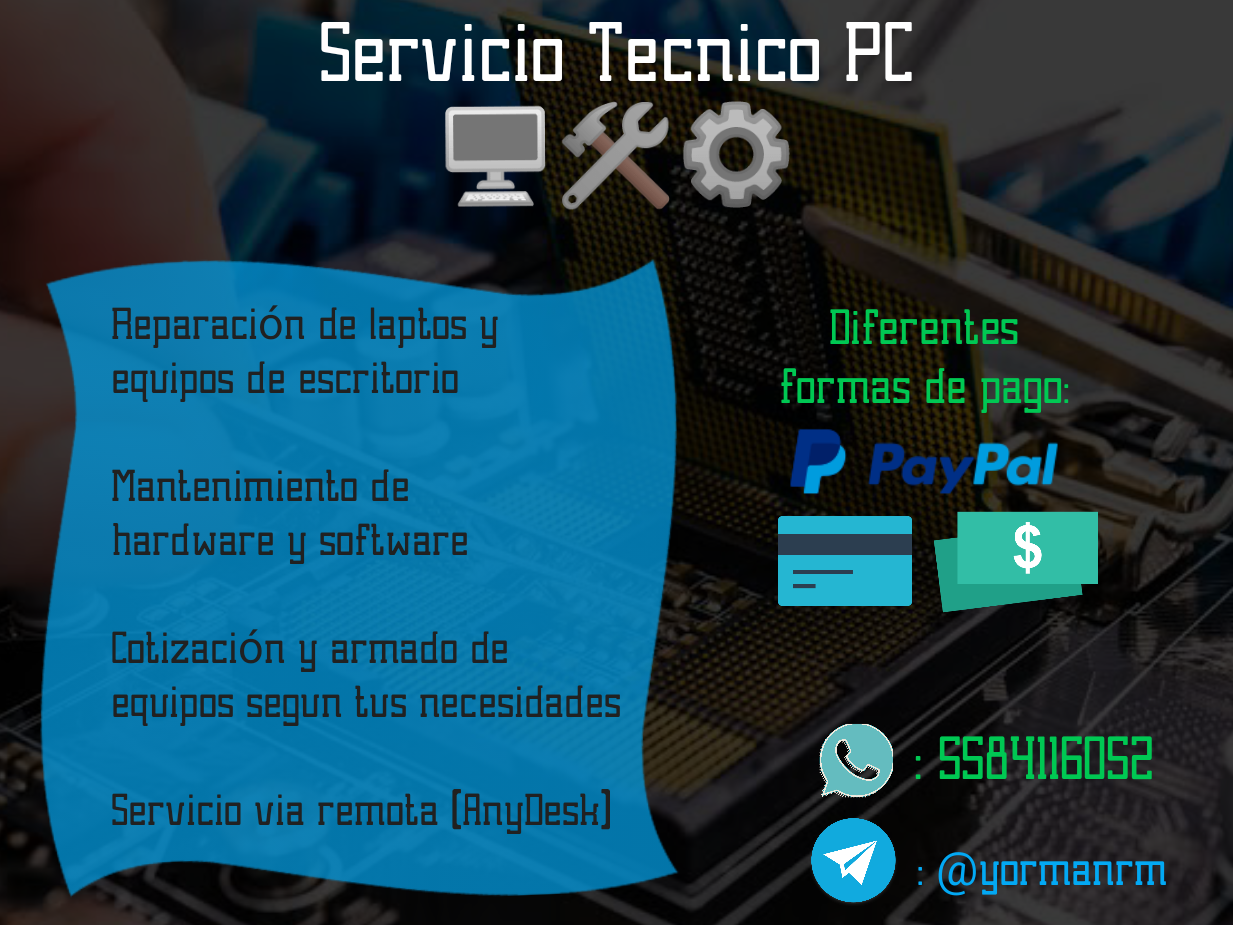 Servicio Tecnico PC
Reparación de laptos y
equipos de escritorio
Mantenimiento de
hardware y software
Cotización y armado de
equipos segun tus necesidades
Servicio via remota (AnyDesk)
Diferentes
formas de pago:
PayPal
$
: 5584116052
: @yormanrm